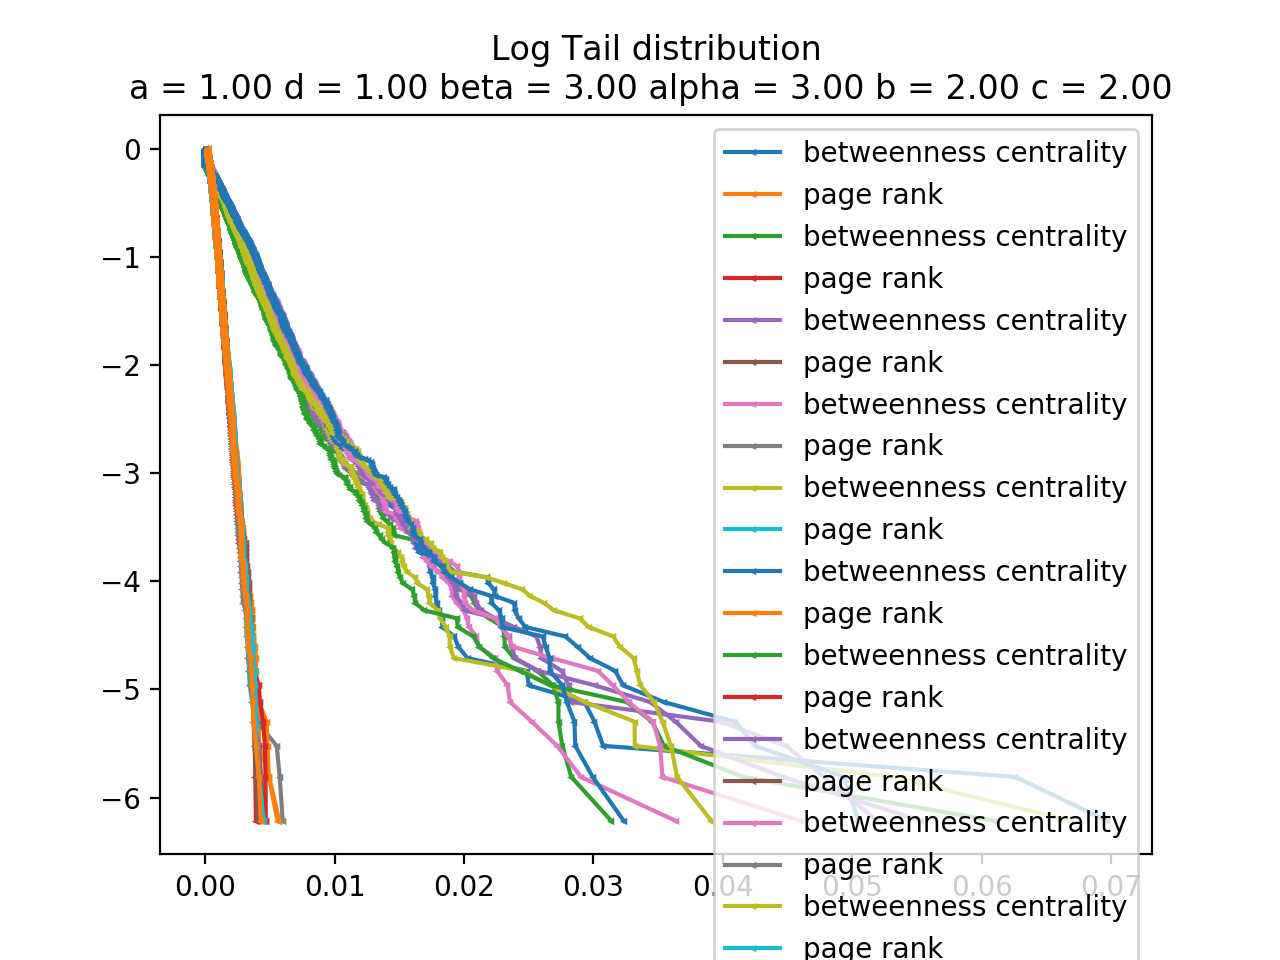 Log Tail distribution
a = 1.00 d = 1.00 beta = 3.00 alpha = 3.00 b = 2.00 c = 2.00
betweenness centrality
page rank
betweenness centrality
page rank
betweenness centrality
page rank
betweenness centrality
page rank
betweenness centrality
page rank
betweenness centrality
page rank
betweenness centrality
page rank
betweenness centrality
page rank
betweenness centrality
page rank
betweenness centrality
page rank
0
−1
−2
−3
−4
−5
−6
0.00 0.01 0.02 0.03 0.04 0.05 0.06 0.07